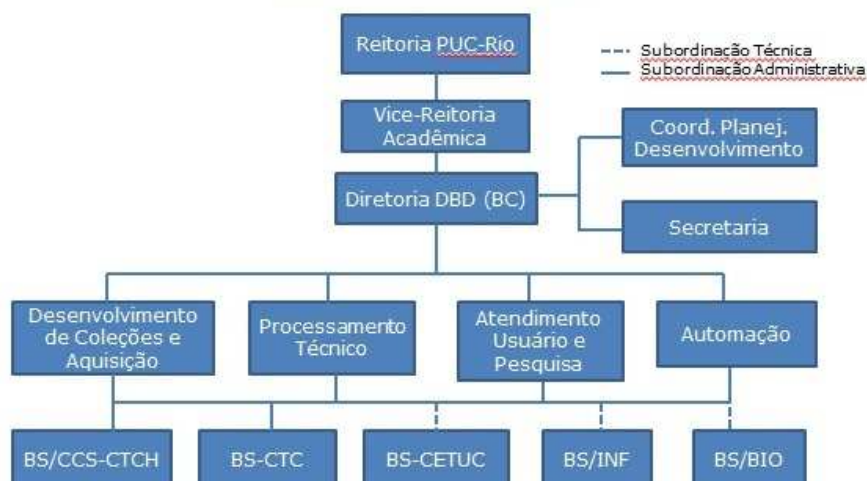 Reitoria PUC-Rio
Subordinação Técnica
Subordinação Administrativa
Vice-Reitoria
Acadêmica
Coord. Planej.
Desenvolvimento
Diretoria DBD (BC)
Secretaria
Desenvolvimento
de Coleções e
Aquisição
Processamento
Técnico
Atendimento
Usuário e
Pesquisa
Automação
BS/CCS-CTCH
BS-CTC
BS-CETUC
BS/INF
BS/BIO